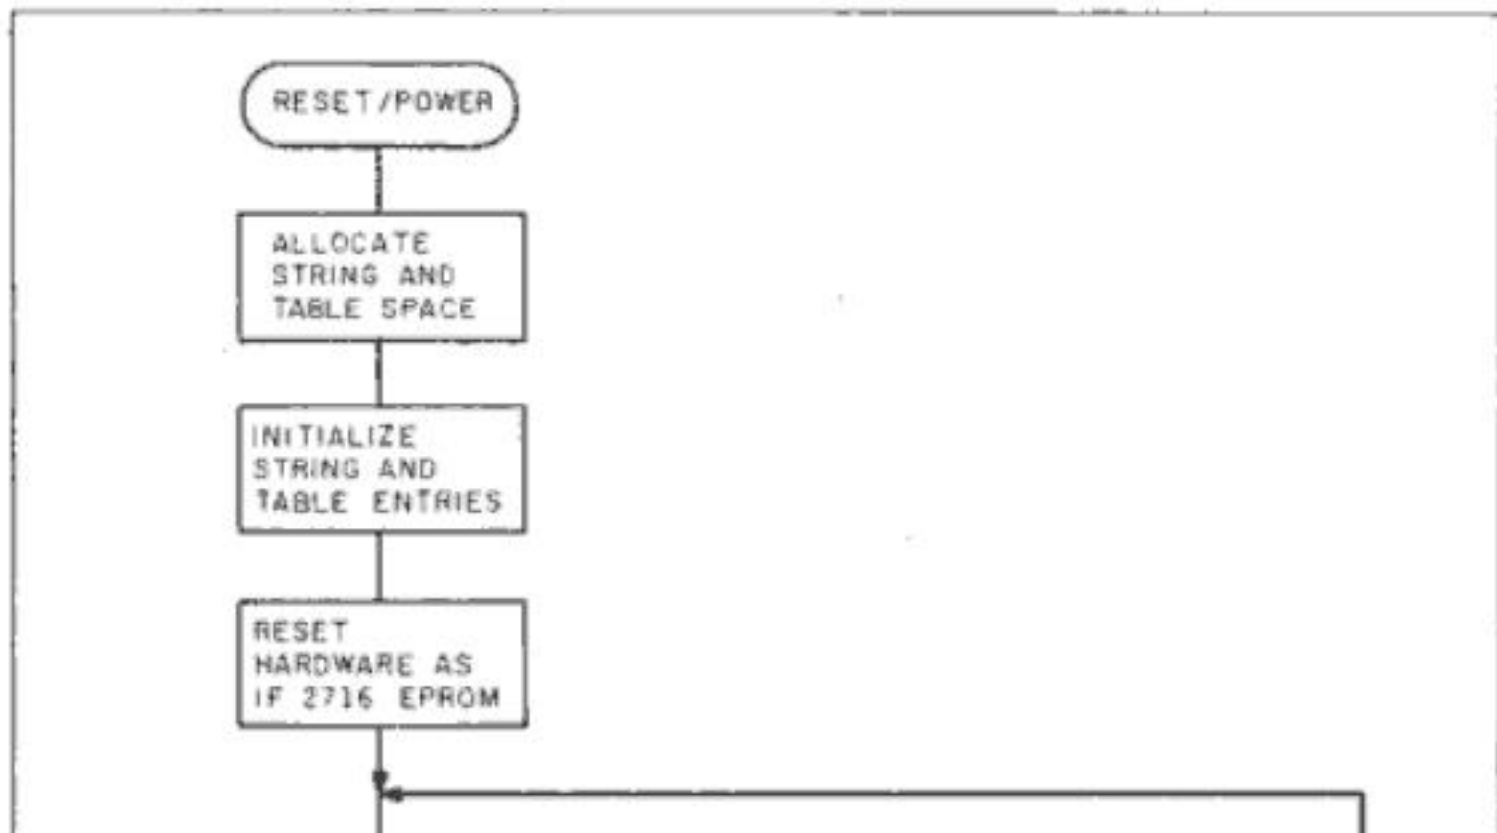 RESET/POWER
ALLOCATE
STRING AND
TABLE SPACE
INITIALIZE
STRING AND
TABLE ENTRIES
RESET
HARDWARE AS
IF 2716 EPROM